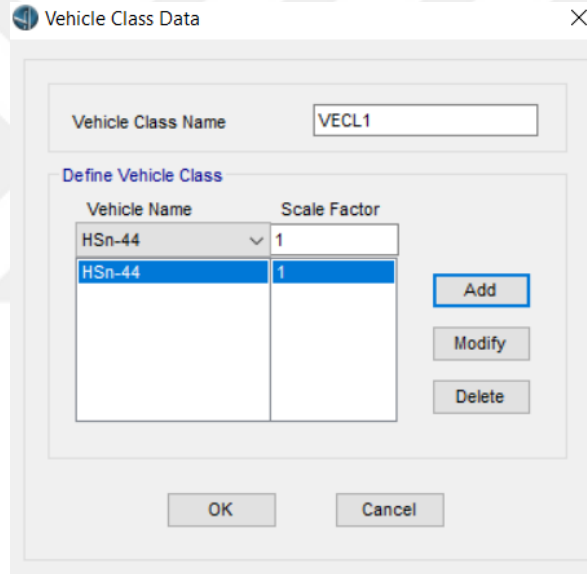 Vehicle Class Data
Vehicle Class Name VECL1
Define Vehicle Class
Vehicle Name Scale Factor
HSn-44 1
HSn-44 1
Add
Modify
Delete
OK Cancel